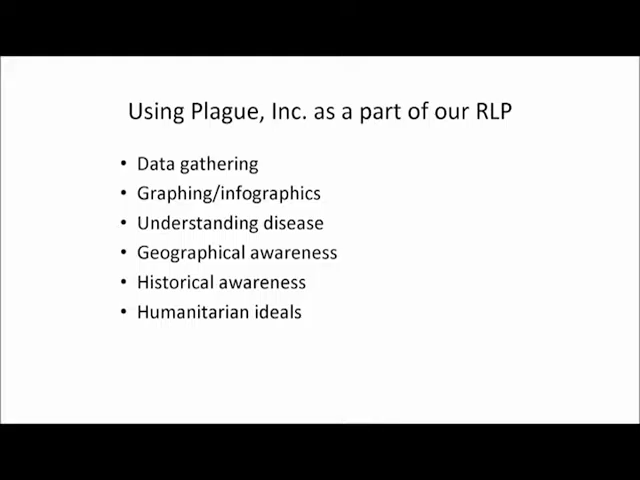 Using Plague, Inc. as a part of our RLP
• Data gathering
• Graphing/infographics
• Understanding disease
• Geographical awareness
• Historical awareness
• Humanitarian ideals